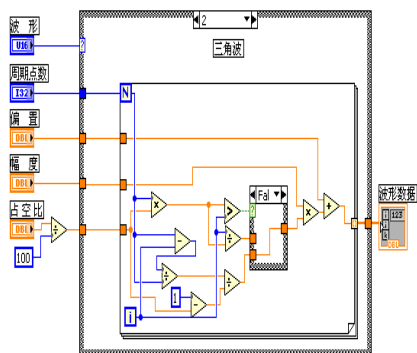 2
波 形
U16
?
三角波
周期点数
I32
N
偏 置
DBL
幅 度
DBL
Fal
波形数据
123
DBL
占空比
DBL
100
1
i